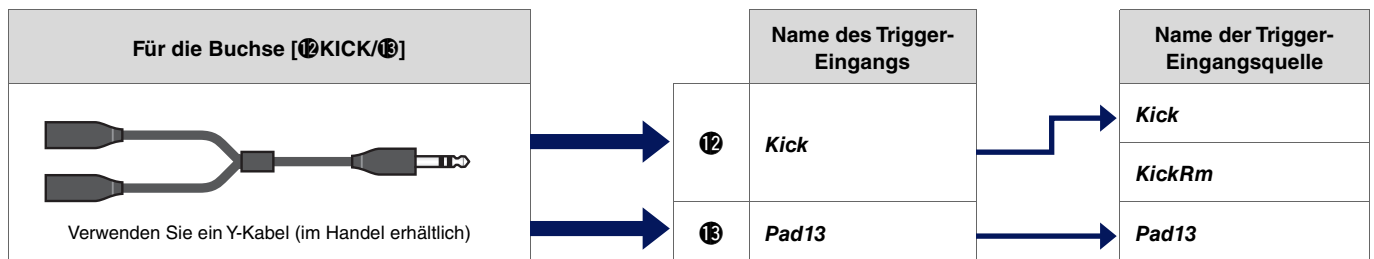 Für die Buchse [⓬KICK/⓭]
Name des Trigger-
Eingangs
Name der Trigger-
Eingangsquelle
⓬
Kick
Kick
KickRm
Verwenden Sie ein Y-Kabel (im Handel erhältlich)
⓭
Pad13
Pad13